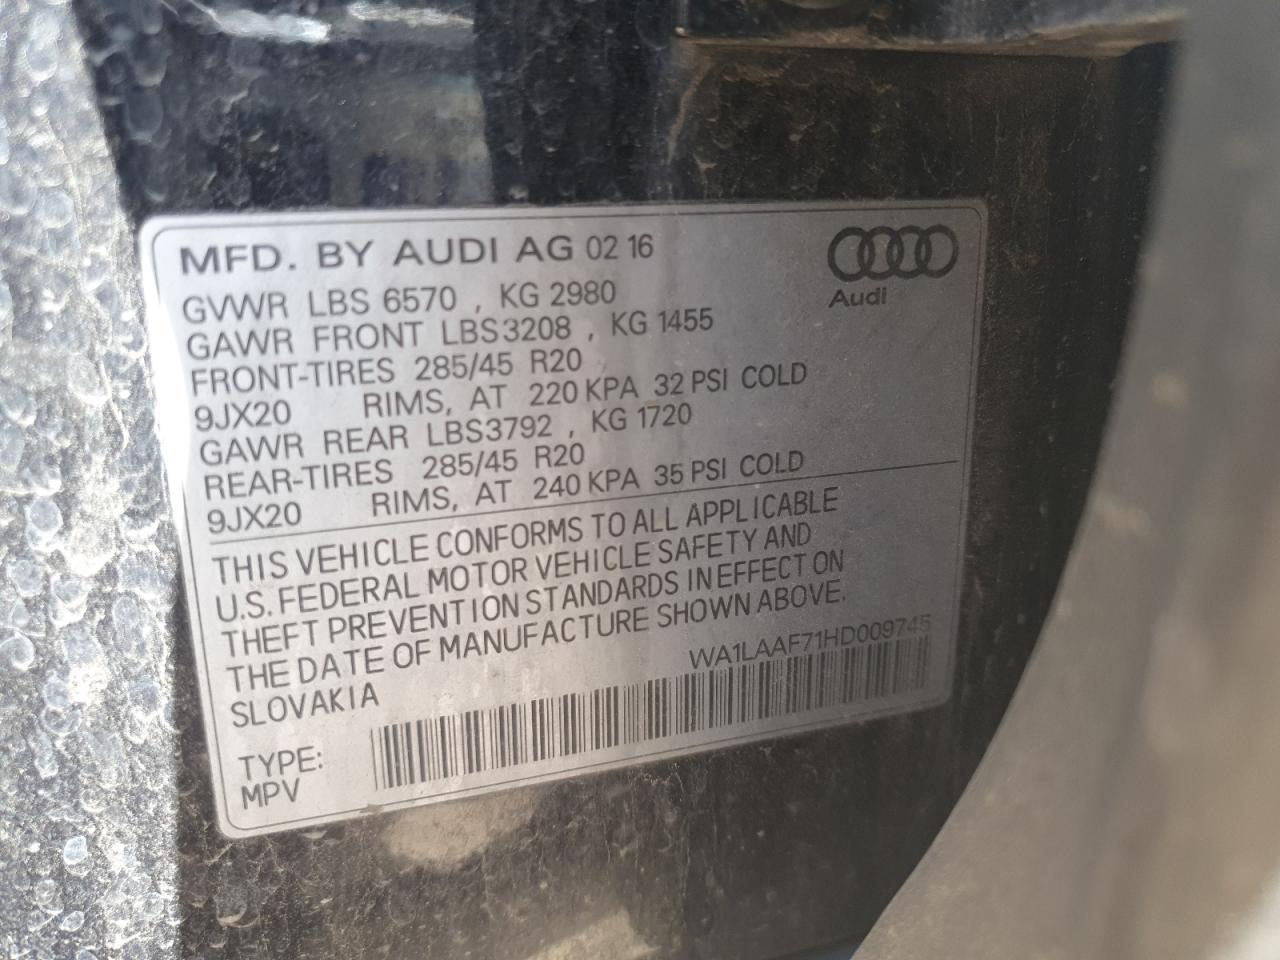 MFD. BY AUDI AG 02 16
Audi
GVWR LBS 6570 , KG 2980
GAWR FRONT LBS3208 , KG 1455
FRONT-TIRES 285/45 R20
9JX20 RIMS, AT 220 KPA 32 PSI COLD
GAWR REAR LBS3792 , KG 1720
REAR-TIRES 285/45 R20
9JX20 RIMS, AT 240 KPA 35 PSI COLD
THIS VEHICLE CONFORMS TO ALL APPLICABLE
U.S. FEDERAL MOTOR VEHICLE SAFETY AND
THEFT PREVENTION STANDARDS IN EFFECT ON
THE DATE OF MANUFACTURE SHOWN ABOVE.
SLOVAKIA
WA1LAAF71HD009745
TYPE:
MPV